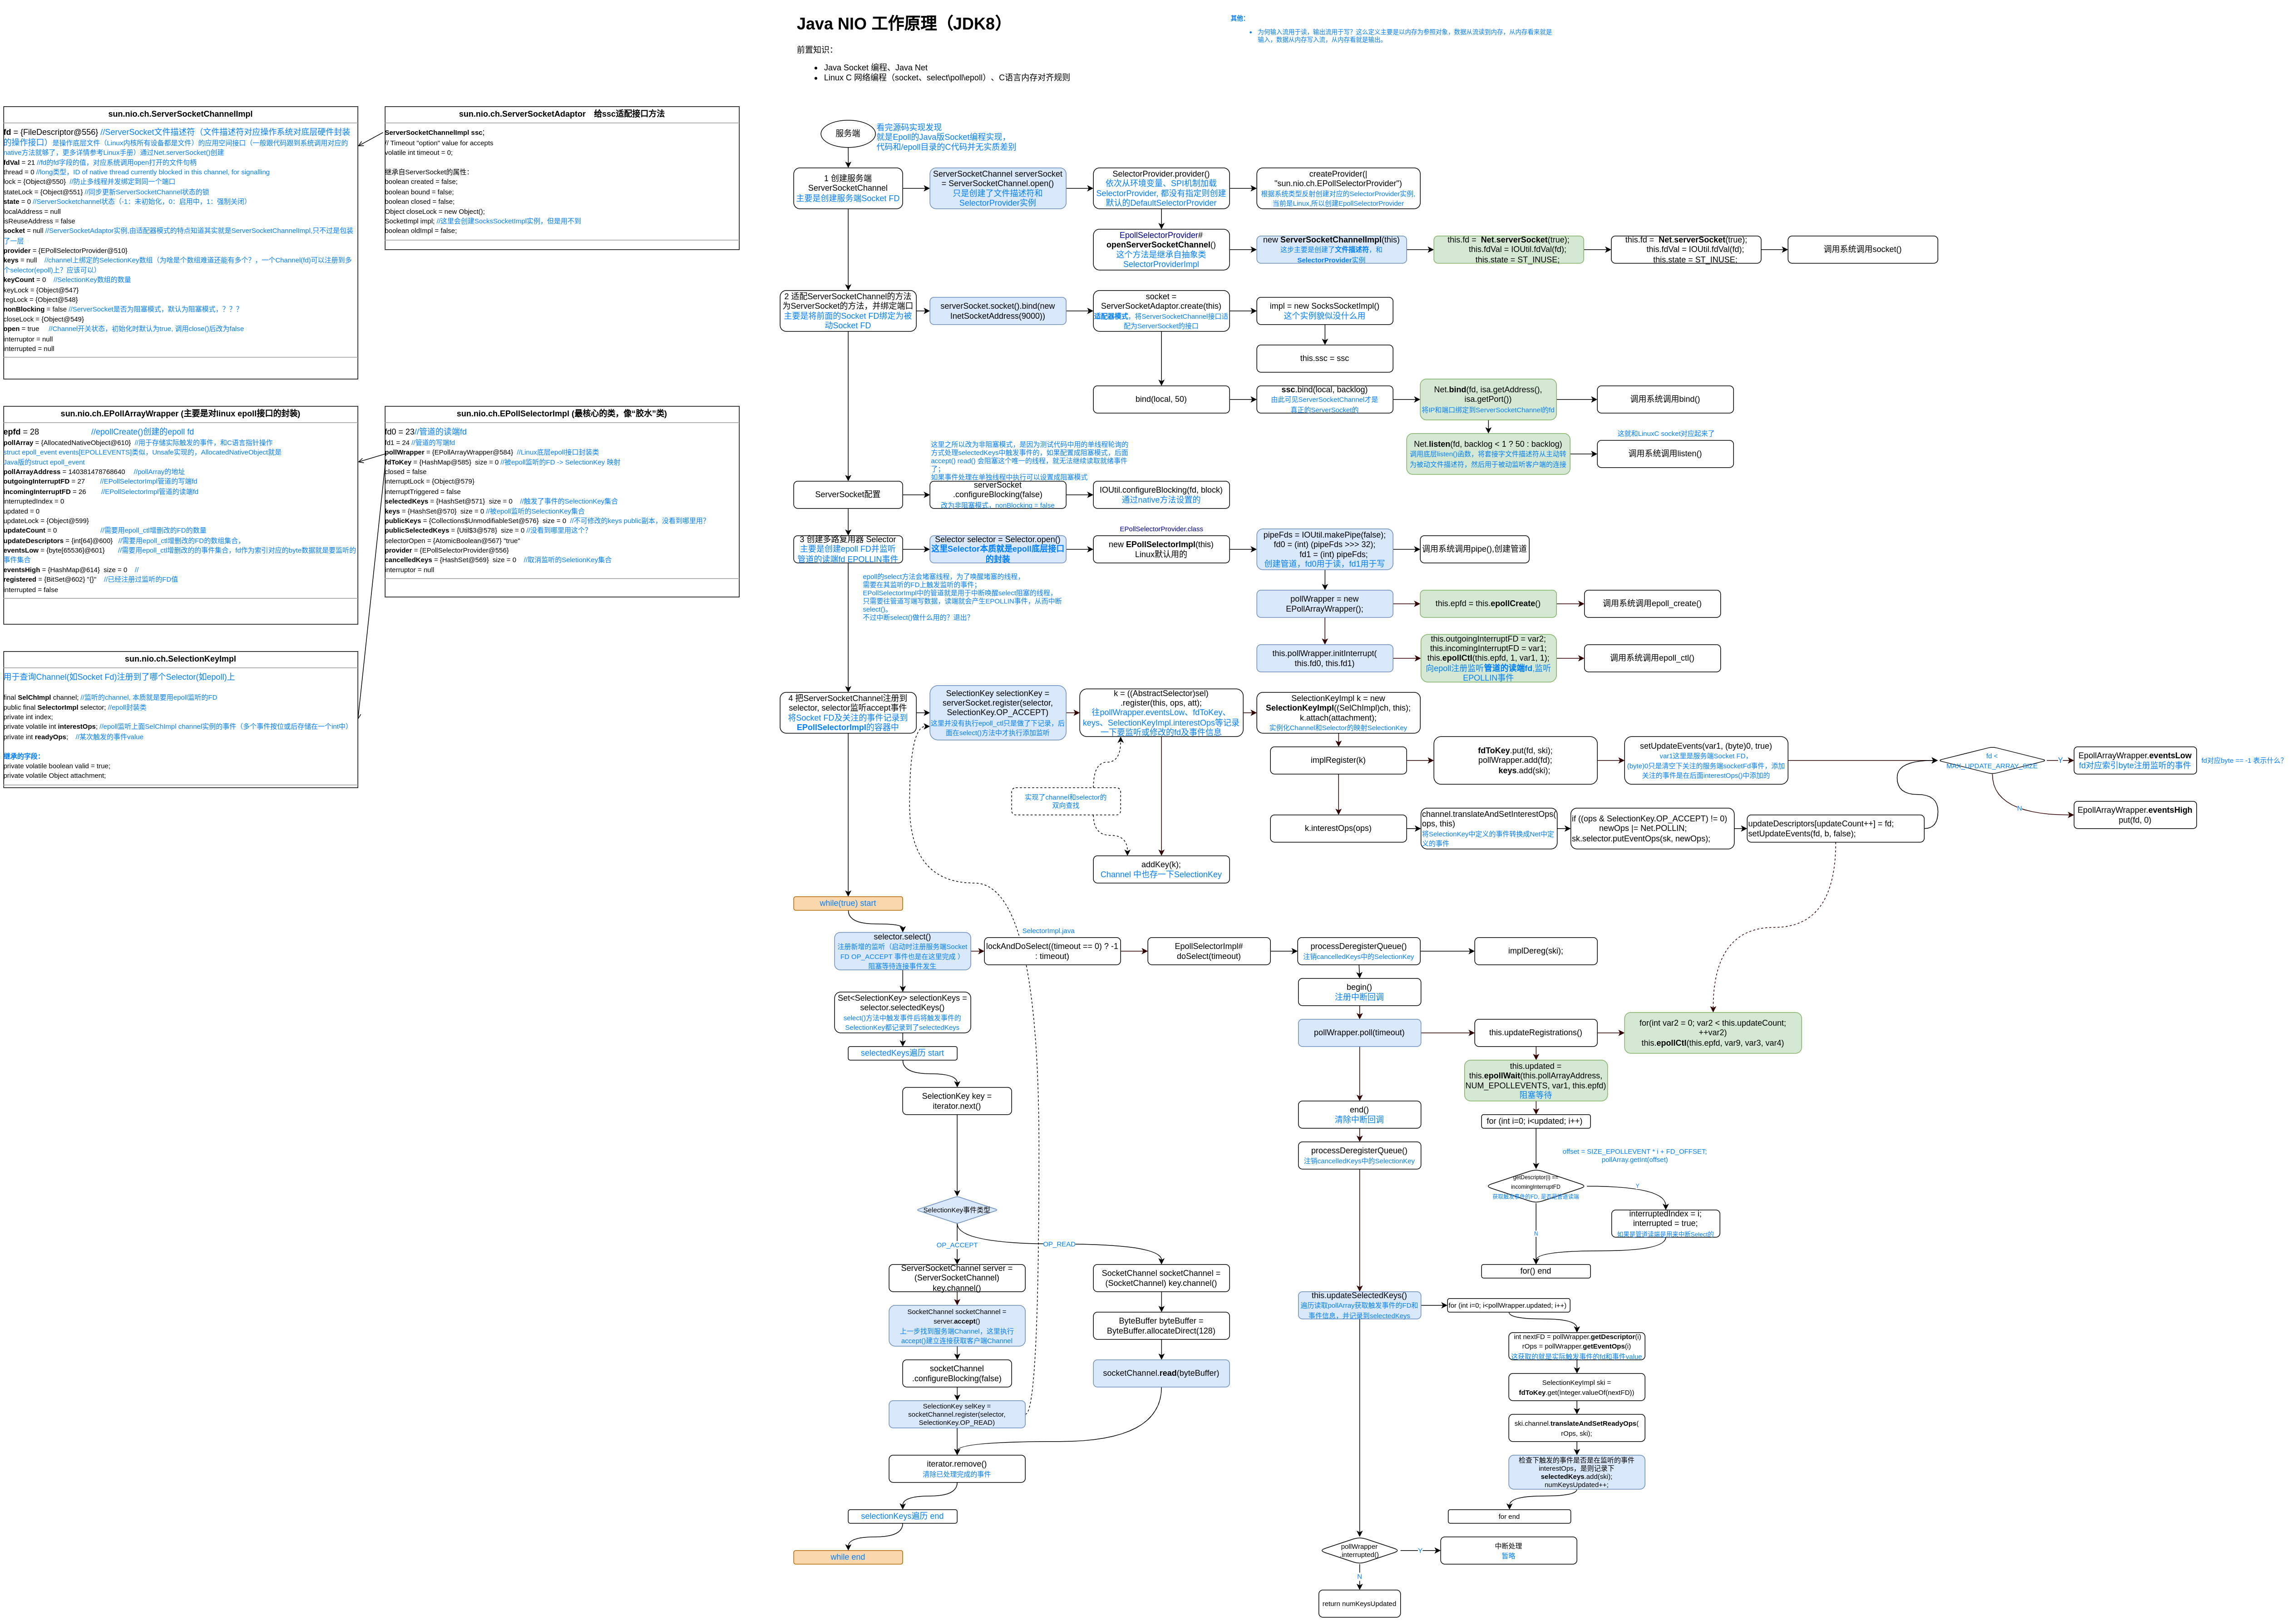 Java NIO 工作原理（JDK8）
前置知识：
Java Socket 编程、Java Net
Linux C 网络编程（socket、select\poll\epoll）、C语言内存对齐规则
其他：
为何输入流用于读，输出流用于写？这么定义主要是以内存为参照对象，数据从流读到内存，从内存看来就是
输入，数据从内存写入流，从内存看就是输出。
sun.nio.ch.ServerSocketChannelImpl
fd = {FileDescriptor@556} //ServerSocket文件描述符（文件描述符对应操作系统对底层硬件封装
的操作接口）是操作底层文件（Linux内核所有设备都是文件）的应用空间接口（一般跟代码跟到系统调用对应的
native方法就够了，更多详情参考Linux手册）通过Net.serverSocket()创建
fdVal = 21 //fd的fd字段的值，对应系统调用open打开的文件句柄
thread = 0 //long类型，ID of native thread currently blocked in this channel, for signalling
lock = {Object@550} //防止多线程并发绑定到同一个端口
stateLock = {Object@551} //同步更新ServerSocketChannel状态的锁
state = 0 //ServerSocketchannel状态（-1：未初始化，0：启用中，1：强制关闭）
localAddress = null
isReuseAddress = false
socket = null //ServerSocketAdaptor实例,由适配器模式的特点知道其实就是ServerSocketChannelImpl,只不过是包装
了一层
provider = {EPollSelectorProvider@510}
keys = null //channel上绑定的SelectionKey数组（为啥是个数组难道还能有多个？，一个Channel(fd)可以注册到多
个selector(epoll)上？应该可以）
keyCount = 0 //SelectionKey数组的数量
keyLock = {Object@547}
regLock = {Object@548}
nonBlocking = false //ServerSocket是否为阻塞模式，默认为阻塞模式，？？？
closeLock = {Object@549}
open = true //Channel开关状态，初始化时默认为true, 调用close()后改为false
interruptor = null
interrupted = null
sun.nio.ch.ServerSocketAdaptor 给ssc适配接口方法
ServerSocketChannelImpl ssc;
// Timeout "option" value for accepts
volatile int timeout = 0;
继承自ServerSocket的属性：
boolean created = false;
boolean bound = false;
boolean closed = false;
Object closeLock = new Object();
SocketImpl impl; //这里会创建SocksSocketImpl实例，但是用不到
boolean oldImpl = false;
sun.nio.ch.EPollArrayWrapper (主要是对linux epoll接口的封装)
epfd = 28 //epollCreate()创建的epoll fd
pollArray = {AllocatedNativeObject@610} //用于存储实际触发的事件，和C语言指针操作
struct epoll_event events[EPOLLEVENTS]类似，Unsafe实现的，AllocatedNativeObject就是
Java版的struct epoll_event
pollArrayAddress = 140381478768640 //pollArray的地址
outgoingInterruptFD = 27 //EPollSelectorImpl管道的写端fd
incomingInterruptFD = 26 //EPollSelectorImpl管道的读端fd
interruptedIndex = 0
updated = 0
updateLock = {Object@599}
updateCount = 0 //需要用epoll_ctl增删改的FD的数量
updateDescriptors = {int[64]@600} //需要用epoll_ctl增删改的FD的数组集合，
eventsLow = {byte[65536]@601} //需要用epoll_ctl增删改的的事件集合，fd作为索引对应的byte数据就是要监听的
事件集合
eventsHigh = {HashMap@614} size = 0 //
registered = {BitSet@602} "{}" //已经注册过监听的FD值
interrupted = false
sun.nio.ch.EPollSelectorImpl (最核心的类，像“胶水”类)
fd0 = 23//管道的读端fd
fd1 = 24 //管道的写端fd
pollWrapper = {EPollArrayWrapper@584} //Linux底层epoll接口封装类
fdToKey = {HashMap@585} size = 0 //被epoll监听的FD -> SelectionKey 映射
closed = false
interruptLock = {Object@579}
interruptTriggered = false
selectedKeys = {HashSet@571} size = 0 //触发了事件的SelectionKey集合
keys = {HashSet@570} size = 0 //被epoll监听的SelectionKey集合
publicKeys = {Collections$UnmodifiableSet@576} size = 0 //不可修改的keys public副本，没看到哪里用？
publicSelectedKeys = {Util$3@578} size = 0 //没看到哪里用这个？
selectorOpen = {AtomicBoolean@567} "true"
provider = {EPollSelectorProvider@556}
cancelledKeys = {HashSet@569} size = 0 //取消监听的SeletionKey集合
interruptor = null
sun.nio.ch.SelectionKeyImpl
用于查询Channel(如Socket Fd)注册到了哪个Selector(如epoll)上
final SelChImpl channel; //监听的channel, 本质就是要用epoll监听的FD
public final SelectorImpl selector; //epoll封装类
private int index;
private volatile int interestOps; //epoll监听上面SelChImpl channel实例的事件（多个事件按位或后存储在一个int中）
private int readyOps; //某次触发的事件value
继承的字段：
private volatile boolean valid = true;
private volatile Object attachment;
服务端
看完源码实现发现
就是Epoll的Java版Socket编程实现，
代码和/epoll目录的C代码并无实质差别
1 创建服务端
ServerSocketChannel
主要是创建服务端Socket FD
ServerSocketChannel serverSocket
= ServerSocketChannel.open()
只是创建了文件描述符和
SelectorProvider实例
SelectorProvider.provider()
依次从环境变量、SPI机制加载
SelectorProvider, 都没有指定则创建
默认的DefaultSelectorProvider
createProvider(|
"sun.nio.ch.EPollSelectorProvider")
根据系统类型反射创建对应的SelectorProvider实例,
当前是Linux,所以创建EpollSelectorProvider
EpollSelectorProvider#
openServerSocketChannel()
这个方法是继承自抽象类
SelectorProviderImpl
new ServerSocketChannelImpl(this)
这步主要是创建了文件描述符，和
SelectorProvider实例
this.fd = Net.serverSocket(true);
this.fdVal = IOUtil.fdVal(fd);
this.state = ST_INUSE;
this.fd = Net.serverSocket(true);
this.fdVal = IOUtil.fdVal(fd);
this.state = ST_INUSE;
调用系统调用socket()
2 适配ServerSocketChannel的方法
为ServerSocket的方法，并绑定端口
主要是将前面的Socket FD绑定为被
动Socket FD
serverSocket.socket().bind(new
InetSocketAddress(9000))
socket =
ServerSocketAdaptor.create(this)
适配器模式，将ServerSocketChannel接口适
配为ServerSocket的接口
impl = new SocksSocketImpl()
这个实例貌似没什么用
this.ssc = ssc
bind(local, 50)
ssc.bind(local, backlog)
由此可见ServerSocketChannel才是
真正的ServerSocket的
Net.bind(fd, isa.getAddress(),
isa.getPort())
将IP和端口绑定到ServerSocketChannel的fd
调用系统调用bind()
Net.listen(fd, backlog < 1 ? 50 : backlog)
调用底层listen()函数，将套接字文件描述符从主动转
为被动文件描述符，然后用于被动监听客户端的连接
这就和LinuxC socket对应起来了
调用系统调用listen()
这里之所以改为非阻塞模式，是因为测试代码中用的单线程轮询的
方式处理selectedKeys中触发事件的，如果配置成阻塞模式，后面
accept() read() 会阻塞这个唯一的线程，就无法继续读取就绪事件
了；
如果事件处理在单独线程中执行可以设置成阻塞模式
ServerSocket配置
serverSocket
.configureBlocking(false)
改为非阻塞模式，nonBlocking = false
IOUtil.configureBlocking(fd, block)
通过native方法设置的
3 创建多路复用器 Selector
主要是创建epoll FD并监听
管道的读端fd EPOLLIN事件
Selector selector = Selector.open()
这里Selector本质就是epoll底层接口
的封装
EPollSelectorProvider.class
new EPollSelectorImpl(this)
Linux默认用的
pipeFds = IOUtil.makePipe(false);
fd0 = (int) (pipeFds >>> 32);
fd1 = (int) pipeFds;
创建管道，fd0用于读，fd1用于写
调用系统调用pipe(),创建管道
epoll的select方法会堵塞线程，为了唤醒堵塞的线程，
需要在其监听的FD上触发监听的事件；
EPollSelectorImpl中的管道就是用于中断唤醒select阻塞的线程，
只需要往管道写端写数据，读端就会产生EPOLLIN事件，从而中断
select()。
不过中断select()做什么用的？退出？
pollWrapper = new
EPollArrayWrapper();
this.epfd = this.epollCreate()
调用系统调用epoll_create()
this.pollWrapper.initInterrupt(
this.fd0, this.fd1)
this.outgoingInterruptFD = var2;
this.incomingInterruptFD = var1;
this.epollCtl(this.epfd, 1, var1, 1);
向epoll注册监听管道的读端fd,监听
EPOLLIN事件
调用系统调用epoll_ctl()
4 把ServerSocketChannel注册到
selector, selector监听accept事件
将Socket FD及关注的事件记录到
EPollSelectorImpl的容器中
SelectionKey selectionKey =
serverSocket.register(selector,
SelectionKey.OP_ACCEPT)
这里并没有执行epoll_ctl只是做了下记录，后
面在select()方法中才执行添加监听
k = ((AbstractSelector)sel)
.register(this, ops, att);
往pollWrapper.eventsLow、fdToKey、
keys、SelectionKeyImpl.interestOps等记录
一下要监听或修改的fd及事件信息
SelectionKeyImpl k = new
SelectionKeyImpl((SelChImpl)ch, this);
k.attach(attachment);
实例化Channel和Selector的映射SelectionKey
implRegister(k)
fdToKey.put(fd, ski);
pollWrapper.add(fd);
keys.add(ski);
setUpdateEvents(var1, (byte)0, true)
var1这里是服务端Socket FD，
(byte)0只是清空下关注的服务端socketFd事件，添加
关注的事件是在后面interestOps()中添加的
fd <
MAX_UPDATE_ARRAY_SIZE
Y
EpollArrayWrapper.eventsLow
fd对应索引byte注册监听的事件
fd对应byte == -1 表示什么？
N
EpollArrayWrapper.eventsHigh
put(fd, 0)
实现了channel和selector的
双向查找
k.interestOps(ops)
channel.translateAndSetInterestOps(
ops, this)
将SelectionKey中定义的事件转换成Net中定
义的事件
if ((ops & SelectionKey.OP_ACCEPT) != 0)
newOps |= Net.POLLIN;
sk.selector.putEventOps(sk, newOps);
updateDescriptors[updateCount++] = fd;
setUpdateEvents(fd, b, false);
addKey(k);
Channel 中也存一下SelectionKey
while(true) start
selector.select()
注册新增的监听（启动时注册服务端Socket
FD OP_ACCEPT 事件也是在这里完成 ）
阻塞等待连接事件发生
SelectorImpl.java
lockAndDoSelect((timeout == 0) ? -1
: timeout)
EpollSelectorImpl#
doSelect(timeout)
processDeregisterQueue()
注销cancelledKeys中的SelectionKey
implDereg(ski);
begin()
注册中断回调
Set<SelectionKey> selectionKeys =
selector.selectedKeys()
select()方法中触发事件后将触发事件的
SelectionKey都记录到了selectedKeys
pollWrapper.poll(timeout)
this.updateRegistrations()
for(int var2 = 0; var2 < this.updateCount;
++var2)
this.epollCtl(this.epfd, var9, var3, var4)
selectedKeys遍历 start
this.updated =
this.epollWait(this.pollArrayAddress,
NUM_EPOLLEVENTS, var1, this.epfd)
阻塞等待
SelectionKey key =
iterator.next()
end()
清除中断回调
for (int i=0; i<updated; i++)
processDeregisterQueue()
注销cancelledKeys中的SelectionKey
offset = SIZE_EPOLLEVENT * i + FD_OFFSET;
pollArray.getInt(offset)
getDescriptor(i) ==
incomingInterruptFD
获取触发事件的FD, 是否是管道读端
Y
interruptedIndex = i;
interrupted = true;
如果是管道读端是用来中断Select的
N
for() end
SelectionKey事件类型
OP_ACCEPT
OP_READ
ServerSocketChannel server =
(ServerSocketChannel)
key.channel()
SocketChannel socketChannel =
(SocketChannel) key.channel()
SocketChannel socketChannel =
server.accept()
上一步找到服务端Channel，这里执行
accept()建立连接获取客户端Channel
ByteBuffer byteBuffer =
ByteBuffer.allocateDirect(128)
socketChannel
.configureBlocking(false)
socketChannel.read(byteBuffer)
SelectionKey selKey =
socketChannel.register(selector,
SelectionKey.OP_READ)
iterator.remove()
清除已处理完成的事件
selectionKeys遍历 end
while end
this.updateSelectedKeys()
遍历读取pollArray获取触发事件的FD和
事件信息，并记录到selectedKeys
for (int i=0; i<pollWrapper.updated; i++)
int nextFD = pollWrapper.getDescriptor(i)
rOps = pollWrapper.getEventOps(i)
这获取的就是实际触发事件的fd和事件value
SelectionKeyImpl ski =
fdToKey.get(Integer.valueOf(nextFD))
ski.channel.translateAndSetReadyOps(
rOps, ski);
检查下触发的事件是否是在监听的事件
interestOps，是则记录下
selectedKeys.add(ski);
numKeysUpdated++;
for end
pollWrapper
.interrupted()
Y
中断处理
暂略
N
return numKeysUpdated